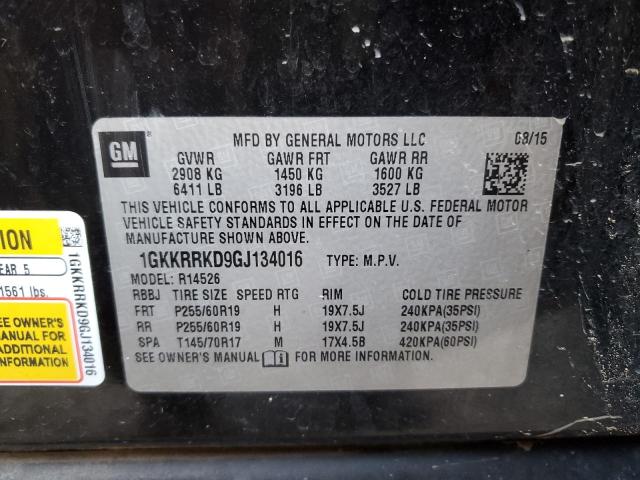 GM
MFD BY GENERAL MOTORS LLC 08/15
GVWR GAWR FRT GAWR RR
2908 KG 1450 KG 1600 KG
6411 LB 3196 LB 3527 LB
THIS VEHICLE CONFORMS TO ALL APPLICABLE U.S. FEDERAL MOTOR
VEHICLE SAFETY STANDARDS IN EFFECT ON THE DATE OF
MANUFACTURE SHOWN ABOVE.
1GKKRRKD9GJ134016 TYPE: M.P.V.
MODEL: R14526
RBBJ TIRE SIZE SPEED RTG RIM COLD TIRE PRESSURE
FRT P255/60R19 H 19X7.5J 240KPA(35PSI)
RR P255/60R19 H 19X7.5J 240KPA(35PSI)
SPA T145/70R17 M 17X4.5B 420KPA(60PSI)
SEE OWNER'S MANUAL FOR MORE INFORMATION.
ION
EAR 5
1561 lbs.
SEE OWNER'S
MANUAL FOR
ADDITIONAL
INFORMATION
1GKKRRKD9GJ134016